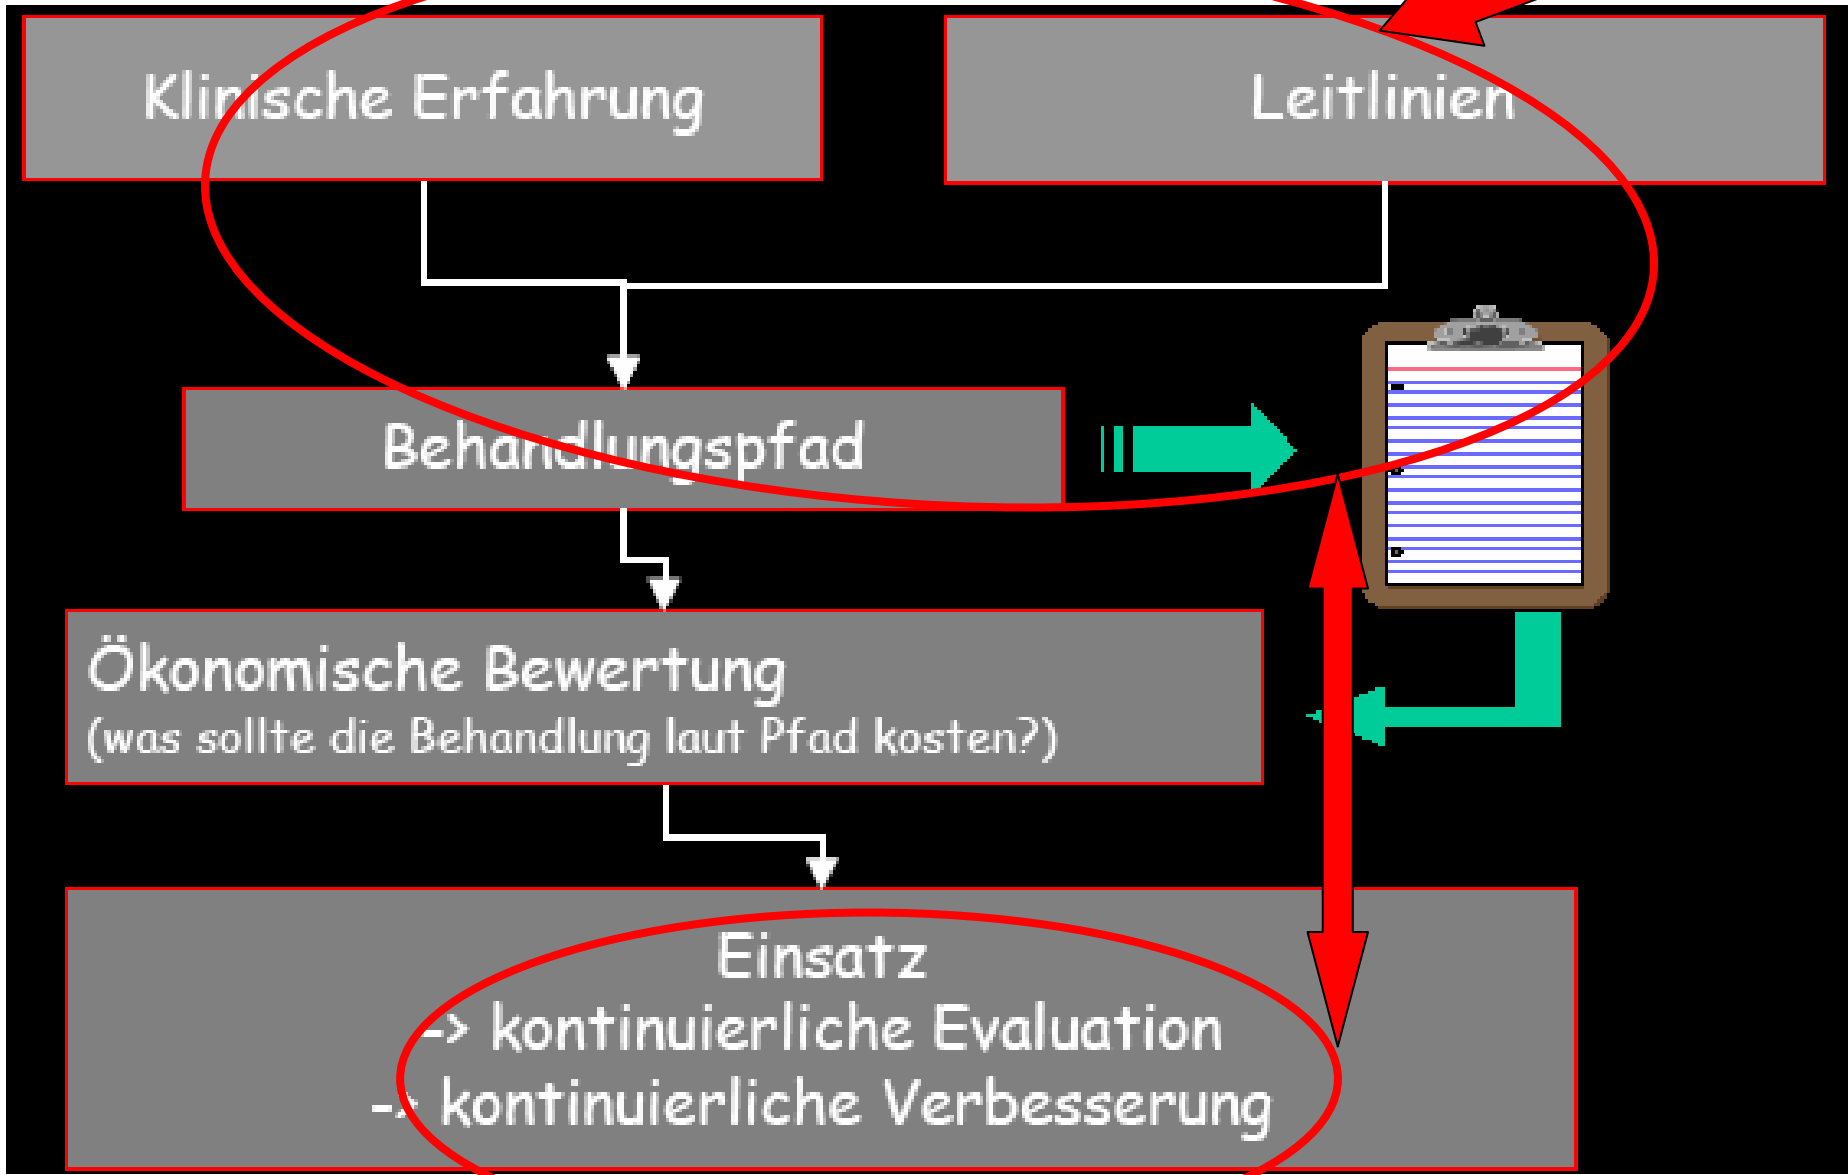 Klinische Erfahrung
Leitlinien
Behandlungspfad
Ökonomische Bewertung
(was sollte die Behandlung laut Pfad kosten?)
Einsatz
-> kontinuierliche Evaluation
-> kontinuierliche Verbesserung